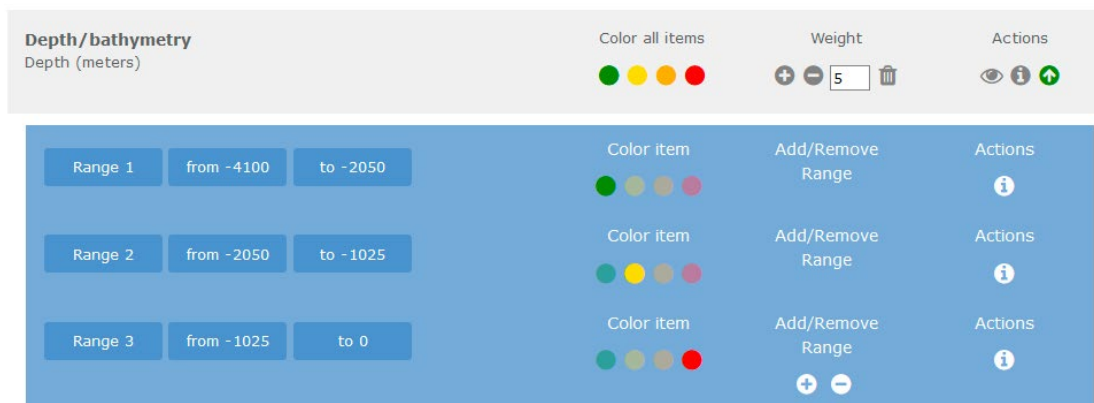 Depth/bathymetry
Depth (meters)
Color all items Weight Actions
5
Range 1 from -4100 to -2050 Color item Add/Remove Range Actions
Range 2 from -2050 to -1025 Color item Add/Remove Range Actions
Range 3 from -1025 to 0 Color item Add/Remove Range Actions